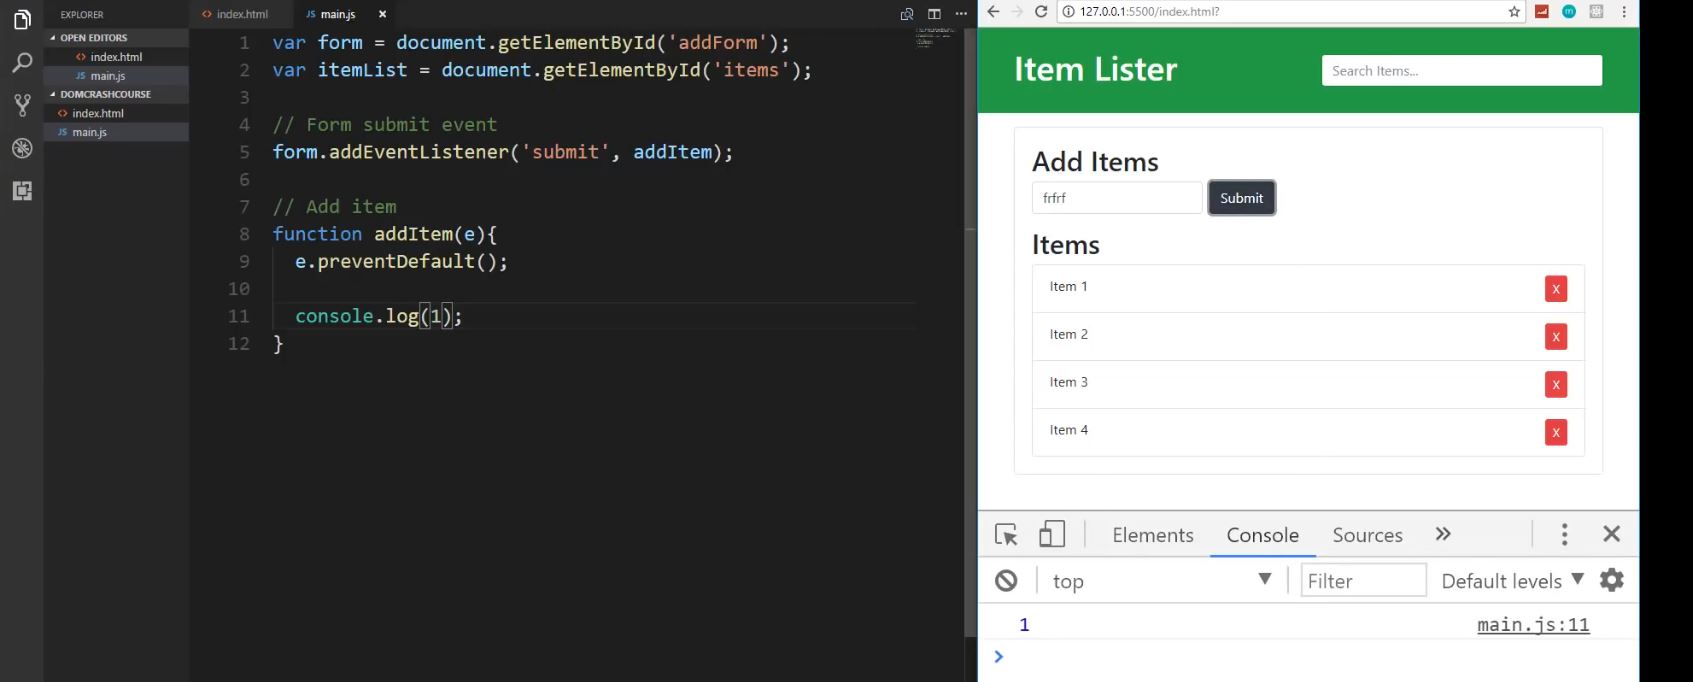 EXPLORER
OPEN EDITORS
<> index.html
JS main.js
DOMCRASHCOURSE
<> index.html
JS main.js
<> index.html
JS main.js ×
1 var form = document.getElementById('addForm');
2 var itemList = document.getElementById('items');
3
4 // Form submit event
5 form.addEventListener('submit', addItem);
6
7 // Add item
8 function addItem(e){
9 e.preventDefault();
10
11 console.log(1);
12 }
127.0.0.1:5500/index.html?
m
Item Lister
Search Items...
Add Items
frfrf
Submit
Items
Item 1
X
Item 2
X
Item 3
X
Item 4
X
Elements Console Sources »
top
Filter
Default levels
1 main.js:11
>